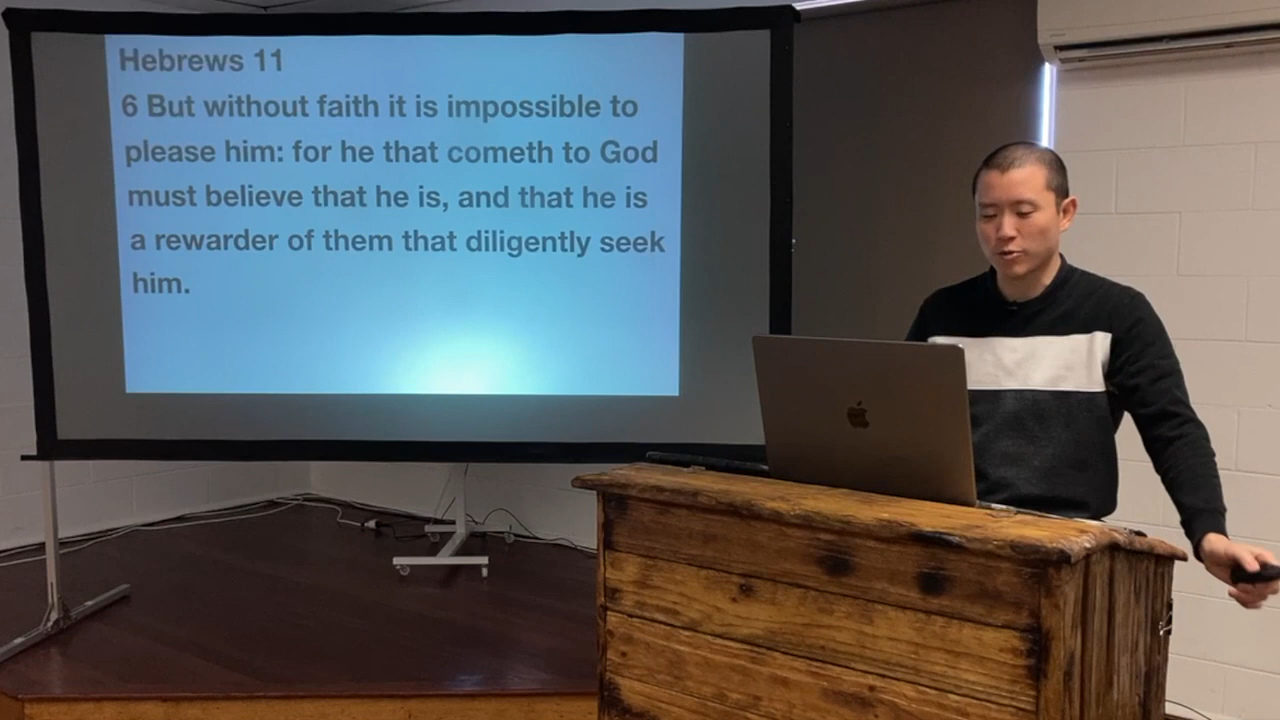 Hebrews 11
6 But without faith it is impossible to
please him: for he that cometh to God
must believe that he is, and that he is
a rewarder of them that diligently seek
him.